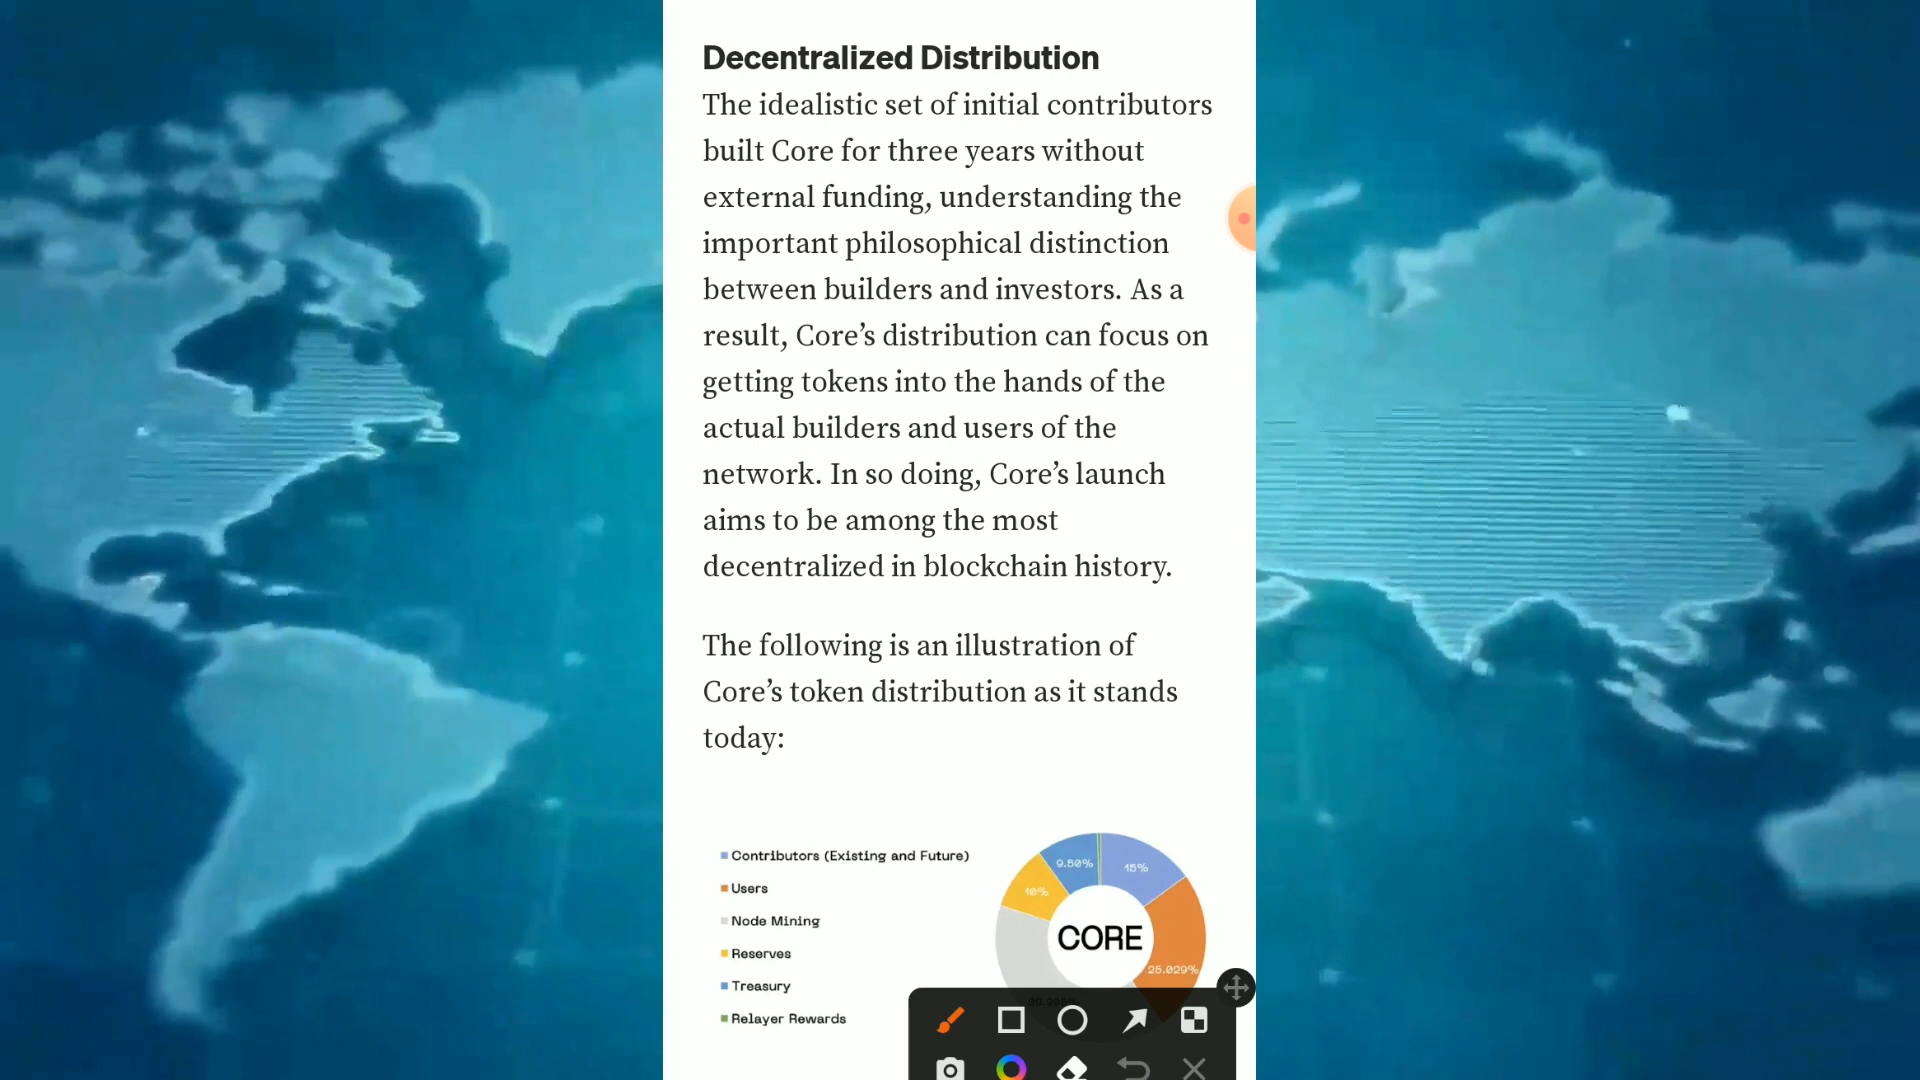 Decentralized Distribution
The idealistic set of initial contributors
built Core for three years without
external funding, understanding the
important philosophical distinction
between builders and investors. As a
result, Core’s distribution can focus on
getting tokens into the hands of the
actual builders and users of the
network. In so doing, Core’s launch
aims to be among the most
decentralized in blockchain history.
The following is an illustration of
Core’s token distribution as it stands
today:
Contributors (Existing and Future)
Users
Node Mining
Reserves
Treasury
Relayer Rewards
9.50%
15%
10%
CORE
25.029%